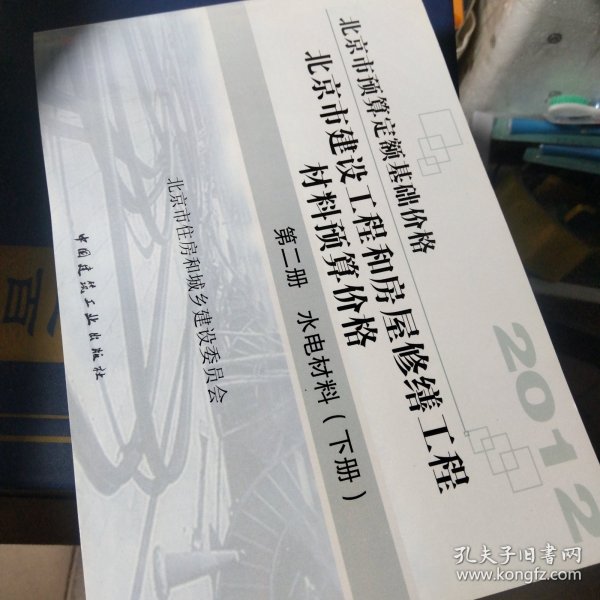 北京市预算定额基础价格
北京市建设工程和房屋修缮工程
材料预算价格
第二册 水电材料(下册)
2012
北京市住房和城乡建设委员会
中国建筑工业出版社
百
孔夫子旧书网
www.kongfz.com